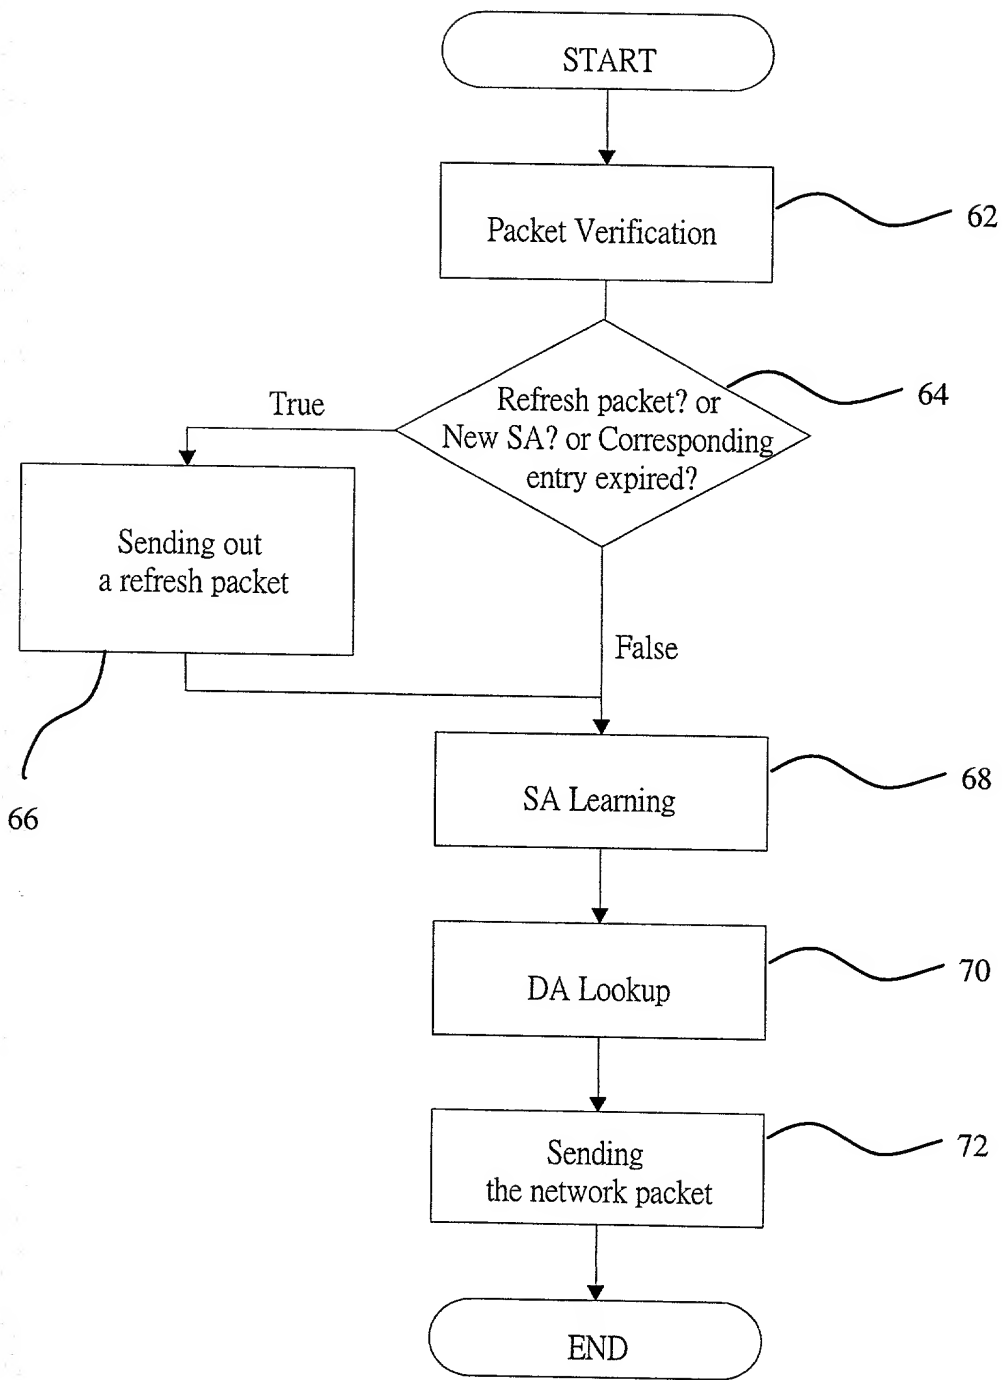 START
Packet Verification
62
Refresh packet? or
New SA? or Corresponding
entry expired?
64
True
Sending out
a refresh packet
False
66
SA Learning
68
DA Lookup
70
Sending
the network packet
72
END